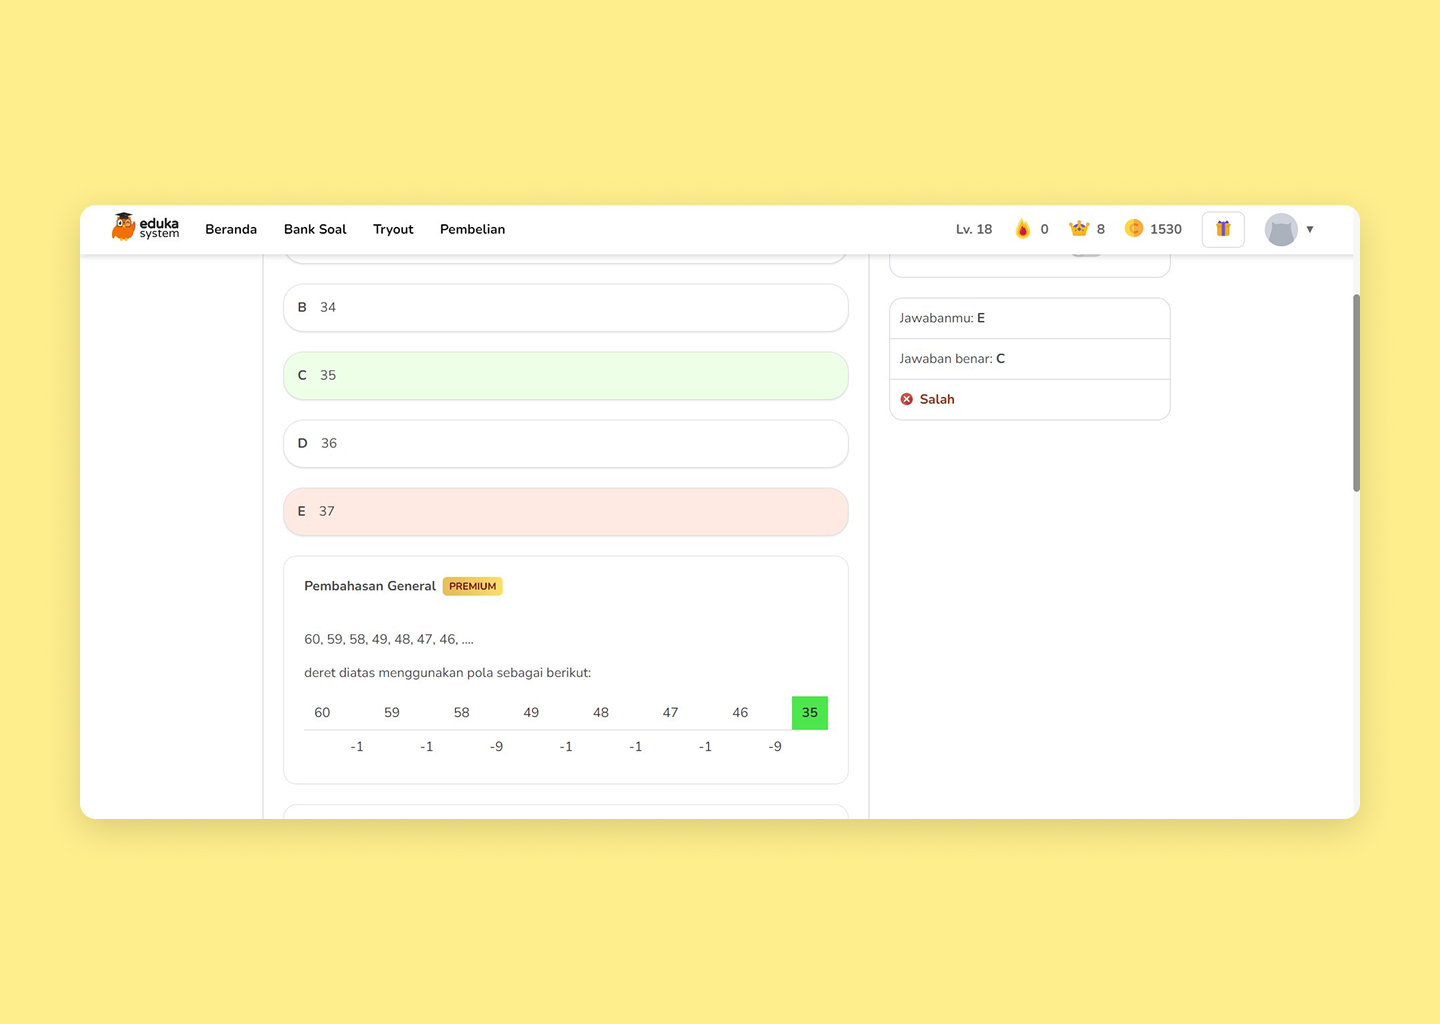 eduka
system
Beranda
Bank Soal
Tryout
Pembelian
Lv. 18
0
8
1530
B 34
C 35
D 36
E 37
Jawabanmu: E
Jawaban benar: C
Salah
Pembahasan General PREMIUM
60, 59, 58, 49, 48, 47, 46, ....
deret diatas menggunakan pola sebagai berikut:
60 59 58 49 48 47 46 35
-1 -1 -9 -1 -1 -1 -9